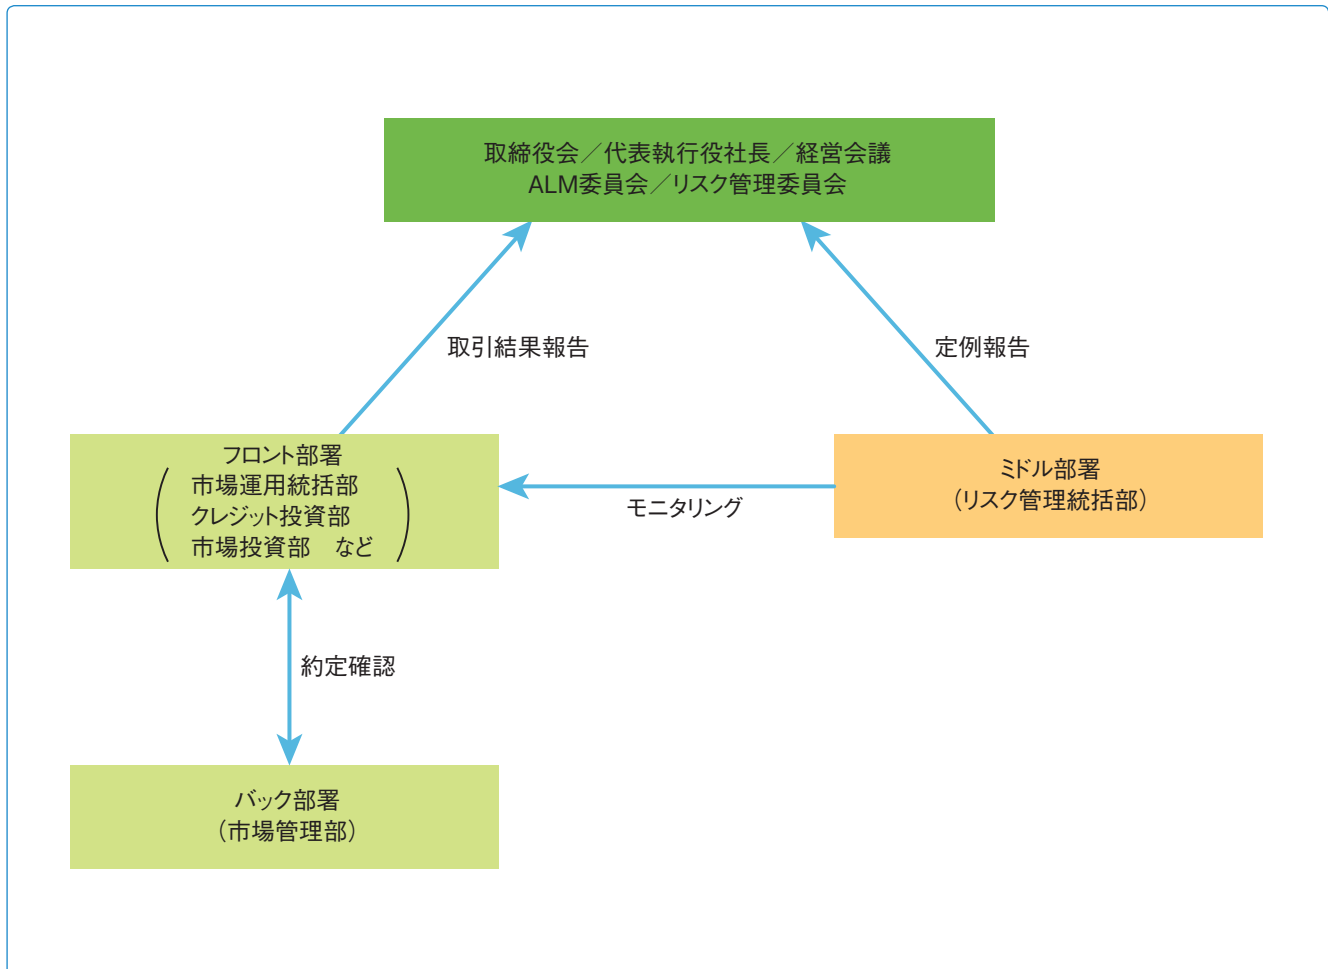 取締役会／代表執行役社長／経営会議
ALM委員会／リスク管理委員会
取引結果報告
定例報告
フロント部署
市場運用統括部
クレジット投資部
市場投資部　など
モニタリング
ミドル部署
（リスク管理統括部）
約定確認
バック部署
（市場管理部）